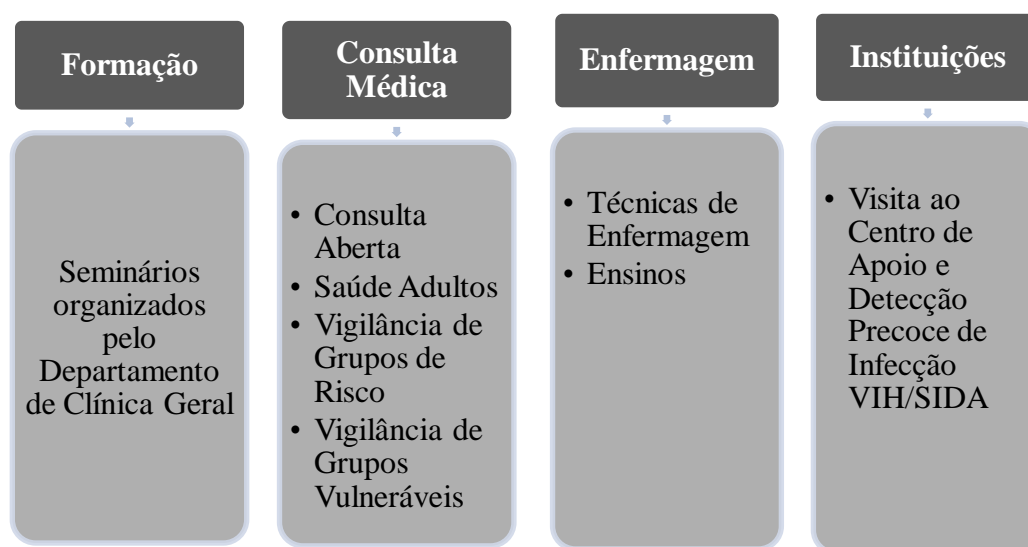 Formação
Seminários
organizados
pelo
Departamento
de Clínica Geral
Consulta
Médica
• Consulta
Aberta
• Saúde Adultos
• Vigilância de
Grupos de
Risco
• Vigilância de
Grupos
Vulneráveis
Enfermagem
• Técnicas de
Enfermagem
• Ensinos
Instituições
• Visita ao
Centro de
Apoio e
Detecção
Precoce de
Infecção
VIH/SIDA